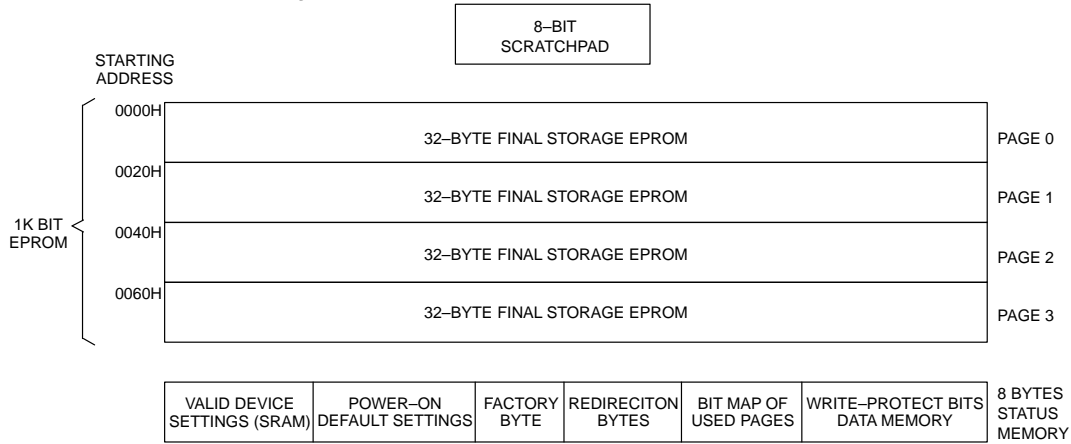 8–BIT
SCRATCHPAD
STARTING
ADDRESS
0000H
32–BYTE FINAL STORAGE EPROM
PAGE 0
0020H
32–BYTE FINAL STORAGE EPROM
PAGE 1
1K BIT
EPROM
0040H
32–BYTE FINAL STORAGE EPROM
PAGE 2
0060H
32–BYTE FINAL STORAGE EPROM
PAGE 3
VALID DEVICE
SETTINGS (SRAM)
POWER–ON
DEFAULT SETTINGS
FACTORY
BYTE
REDIRECITON
BYTES
BIT MAP OF
USED PAGES
WRITE–PROTECT BITS
DATA MEMORY
8 BYTES
STATUS
MEMORY